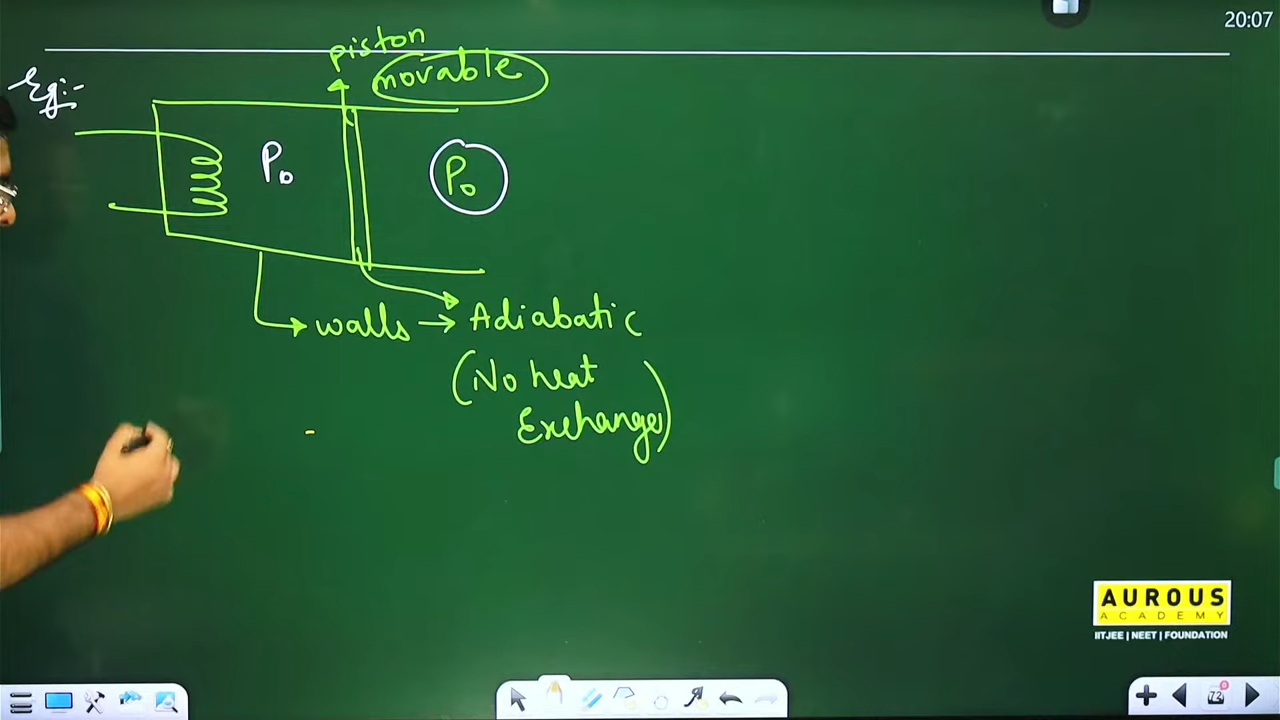 20:07
piston
movable
Eg:-
P₀
P₀
walls → Adiabatic
(No heat
Exchange)
AUROUS
ACADEMY
IITJEE | NEET | FOUNDATION